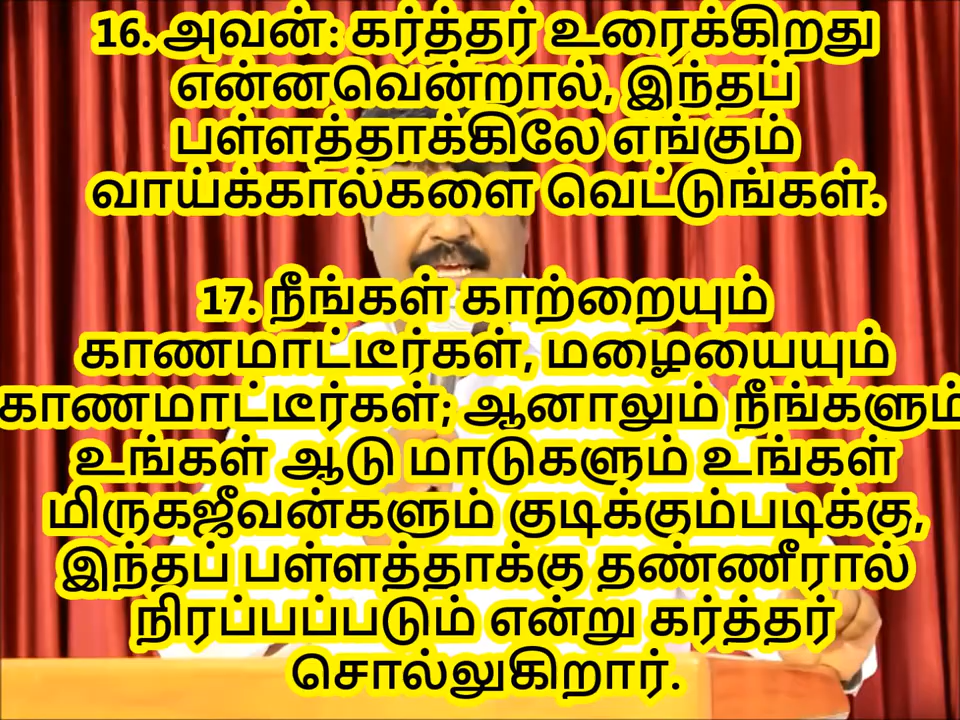 16. அவன்: கர்த்தர் உரைக்கிறது
என்னவென்றால், இந்தப்
பள்ளத்தாக்கிலே எங்கும்
வாய்க்கால்களை வெட்டுங்கள்.
17. நீங்கள் காற்றையும்
காணமாட்டீர்கள், மழையையும்
காணமாட்டீர்கள்; ஆனாலும் நீங்களும்
உங்கள் ஆடு மாடுகளும் உங்கள்
மிருகஜீவன்களும் குடிக்கும்படிக்கு,
இந்தப் பள்ளத்தாக்கு தண்ணீரால்
நிரப்பப்படும் என்று கர்த்தர்
சொல்லுகிறார்.